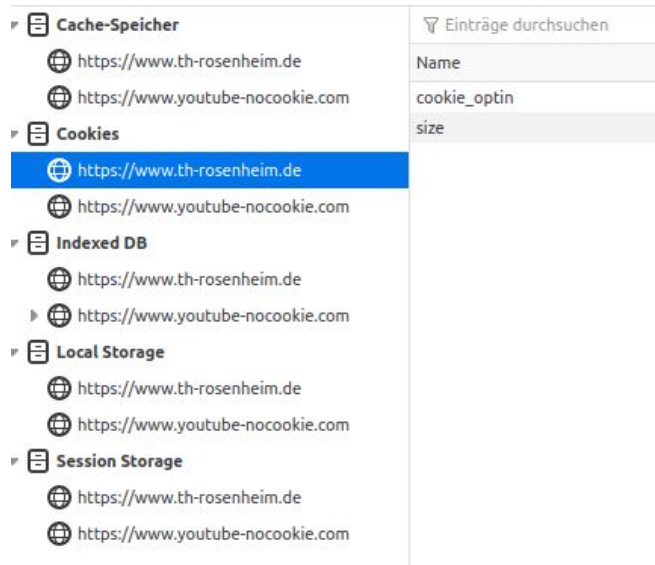 Cache-Speicher
https://www.th-rosenheim.de
https://www.youtube-nocookie.com
Cookies
https://www.th-rosenheim.de
https://www.youtube-nocookie.com
Indexed DB
https://www.th-rosenheim.de
https://www.youtube-nocookie.com
Local Storage
https://www.th-rosenheim.de
https://www.youtube-nocookie.com
Session Storage
https://www.th-rosenheim.de
https://www.youtube-nocookie.com
Einträge durchsuchen
Name
cookie_optin
size